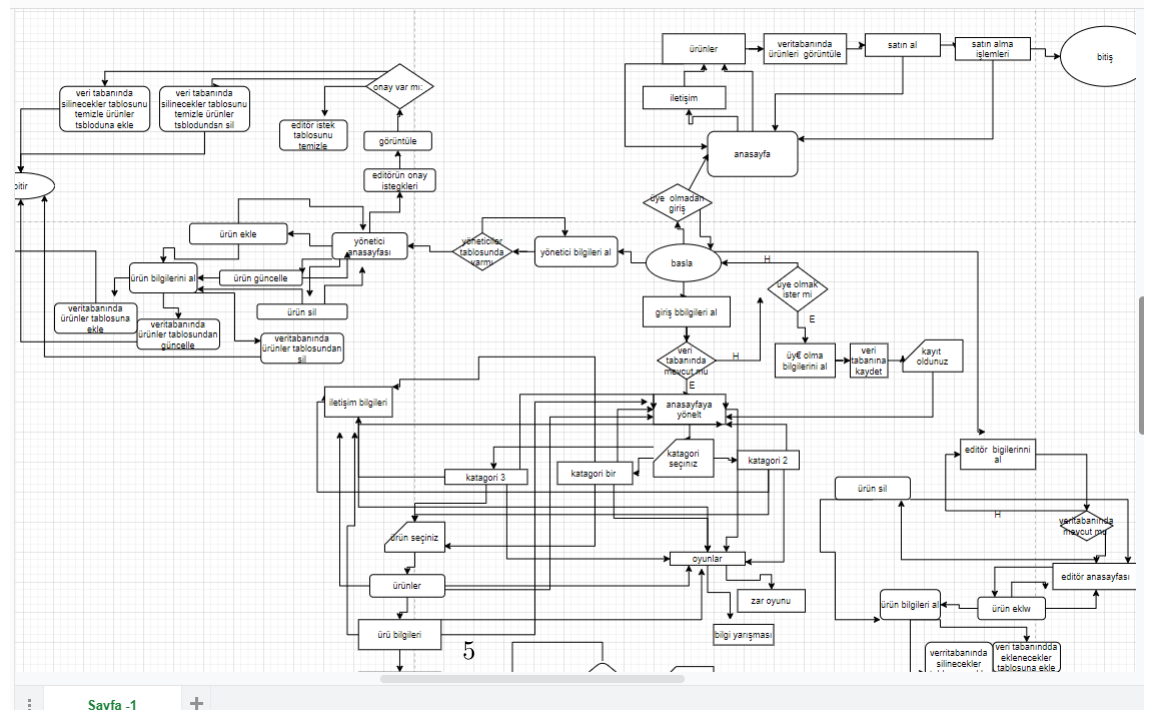 ürünler
veritabanında
ürünleri görüntüle
satın al
satın alma
işlemleri
bitiş
iletişim
anasayfa
üye olmadan
giriş
onay var mı:
veri tabanında
silinecekler tablosunu
temizle ürünler
tsbloduna ekle
veri tabanında
silinecekler tablosunu
temizle ürünler
tsblodundsn sil
editör istek
tablosunu
temizle
görüntüle
editörün onay
istegkleri
bitir
ürün ekle
yönetici
anasayfası
yöneticiler
tablosunda
varmı
yönetici bilgileri al
basla
H
üye olmak
ister mi
E
ürün bilgilerini al
ürün güncelle
ürün sil
veritabanında
ürünler tablosuna
ekle
veritabanında
ürünler tablosundan
güncelle
veritabanında
ürünler tablosundan
sil
giriş bbilgileri al
veri
tabanında
mevcut mu
H
E
üy€ olma
bilgilerini al
veri
tabanına
kaydet
kayıt
oldunuz
iletişim bilgileri
anasayfaya
yönelt
katagori
seçınız
katagori 2
katagori bir
katagori 3
editör bigilerinni
al
ürün sil
H
veritabanında
mevcut mu
ürün seçiniz
oyunlar
ürünler
zar oyunu
editör anasayfası
ürün bilgileri al
ürün eklw
ürü bilgileri
bilgi yarışması
5
verritabanında
silinecekler
veri tabanındda
eklenecekler
tablosuna ekle
Sayfa -1